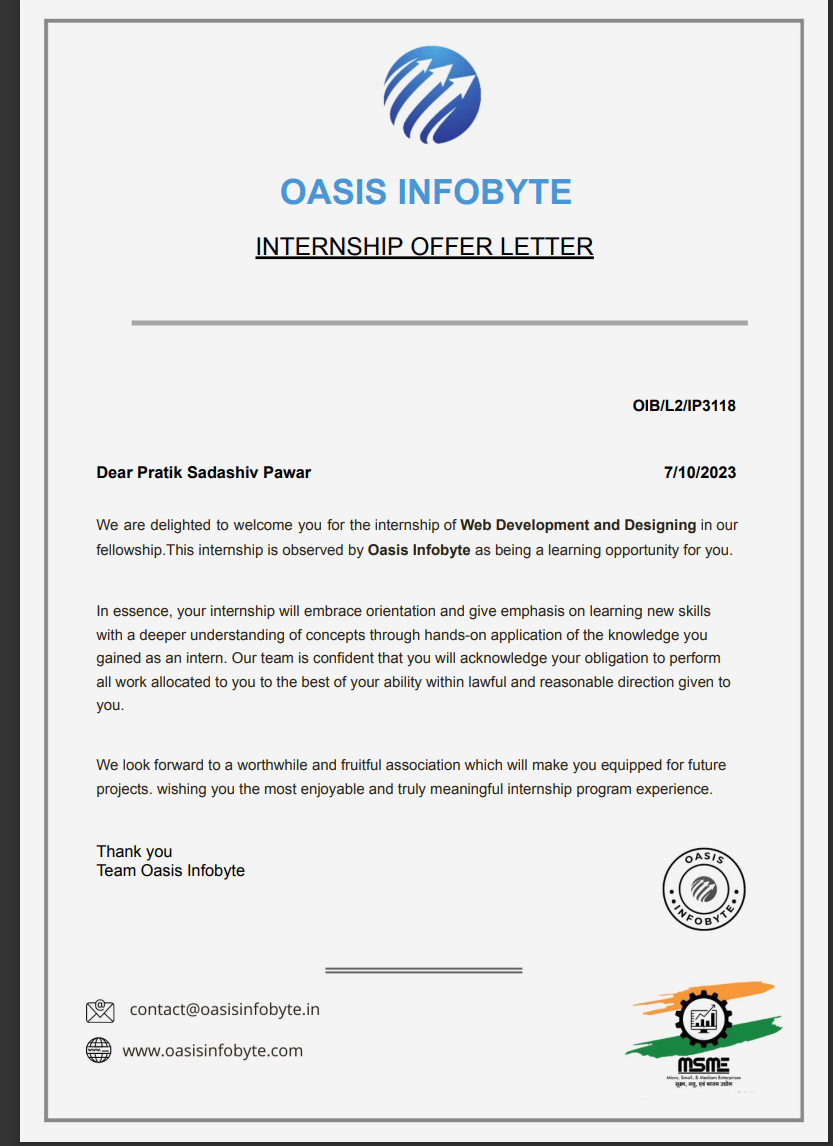 OASIS INFOBYTE
INTERNSHIP OFFER LETTER
OIB/L2/IP3118
Dear Pratik Sadashiv Pawar 7/10/2023
We are delighted to welcome you for the internship of Web Development and Designing in our
fellowship.This internship is observed by Oasis Infobyte as being a learning opportunity for you.
In essence, your internship will embrace orientation and give emphasis on learning new skills
with a deeper understanding of concepts through hands-on application of the knowledge you
gained as an intern. Our team is confident that you will acknowledge your obligation to perform
all work allocated to you to the best of your ability within lawful and reasonable direction given to
you.
We look forward to a worthwhile and fruitful association which will make you equipped for future
projects. wishing you the most enjoyable and truly meaningful internship program experience.
Thank you
Team Oasis Infobyte
OASIS
INFOBYTE
contact@oasisinfobyte.in
www.oasisinfobyte.com
MSME
Micro, Small, & Medium Enterprises
सूक्ष्म, लघु, एवं मध्यम उद्योग